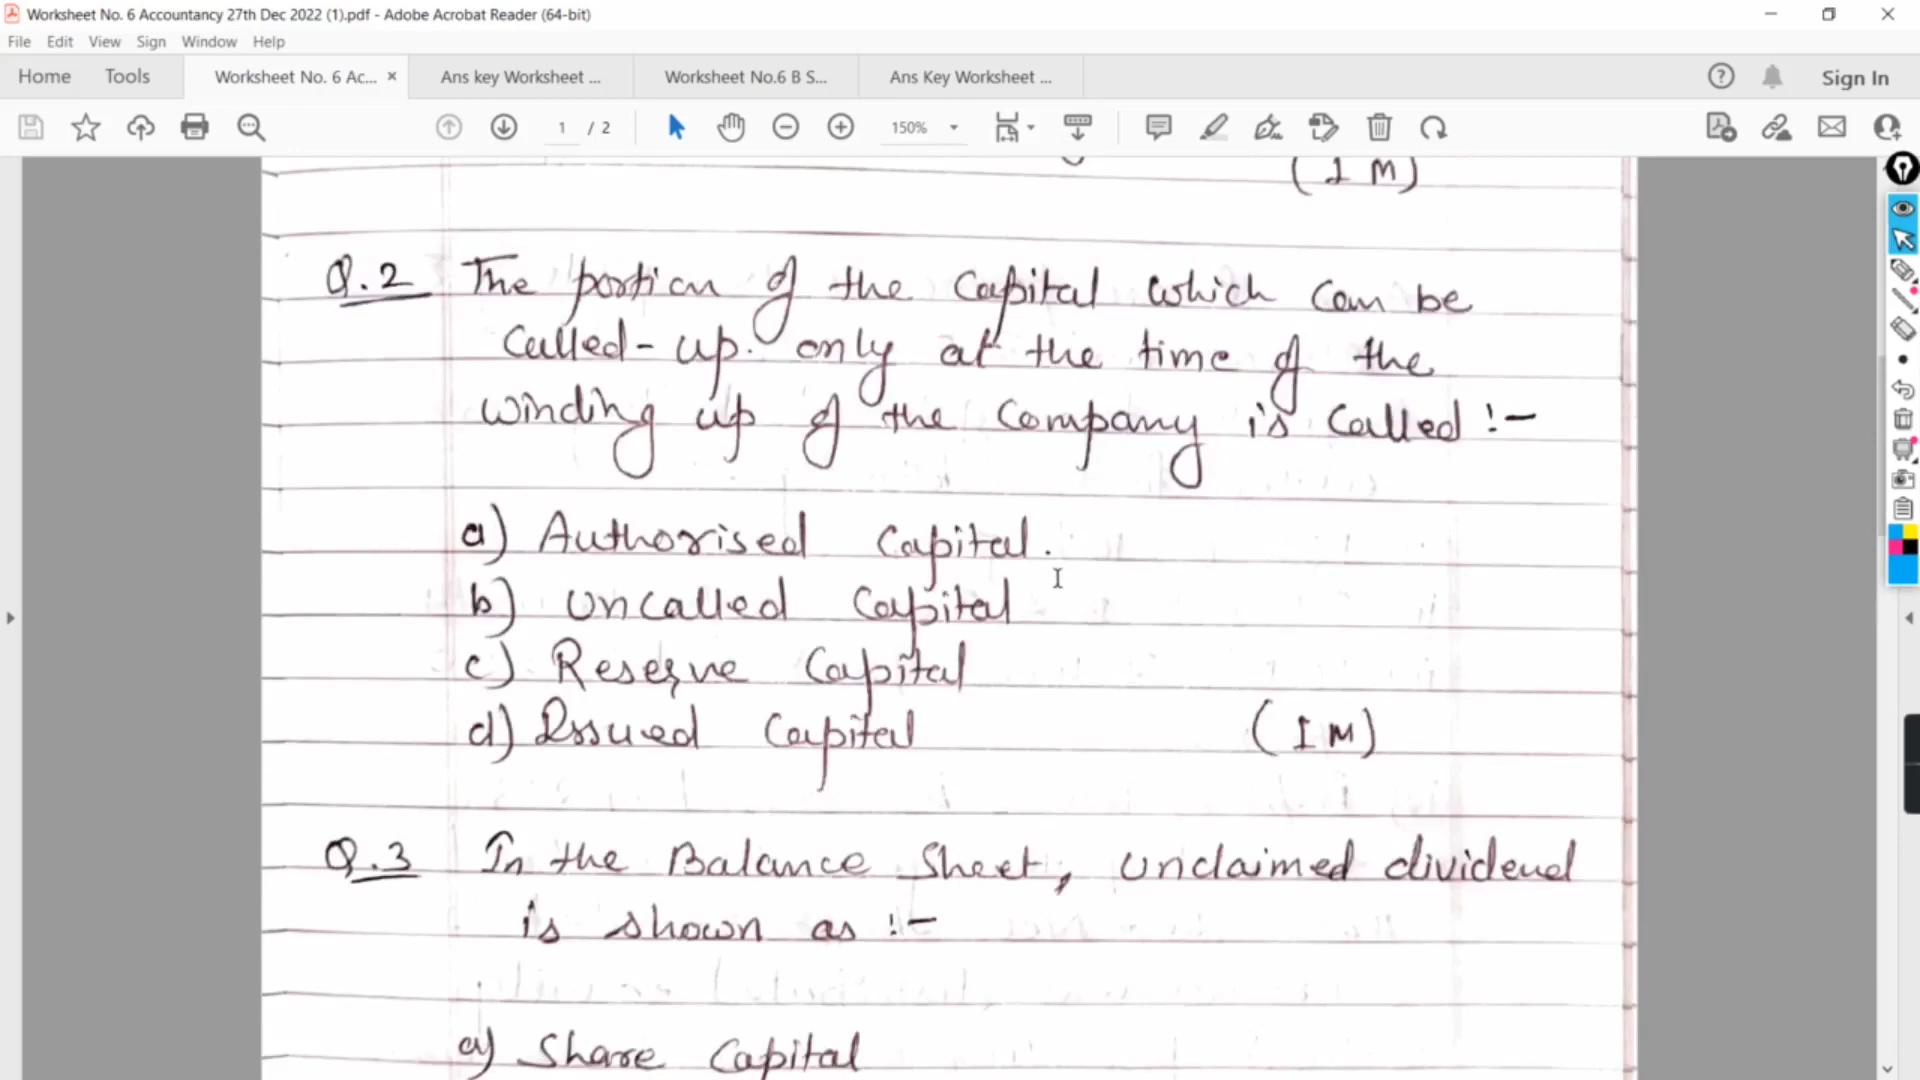 Worksheet No. 6 Accountancy 27th Dec 2022 (1).pdf - Adobe Acrobat Reader (64-bit)
File Edit View Sign Window Help
Home Tools Worksheet No. 6 Ac... × Ans key Worksheet ... Worksheet No.6 B S... Ans Key Worksheet ... Sign In
1 / 2 150%
(1 M)
Q.2 The portion of the Capital which can be
Called-up. only at the time of the
winding up of the Company is Called :-
a) Authorised Capital.
b) Uncalled Capital
c) Reserve Capital
d) Issued Capital (1 M)
Q.3 In the Balance Sheet, Unclaimed dividend
is shown as :-
a) Share Capital